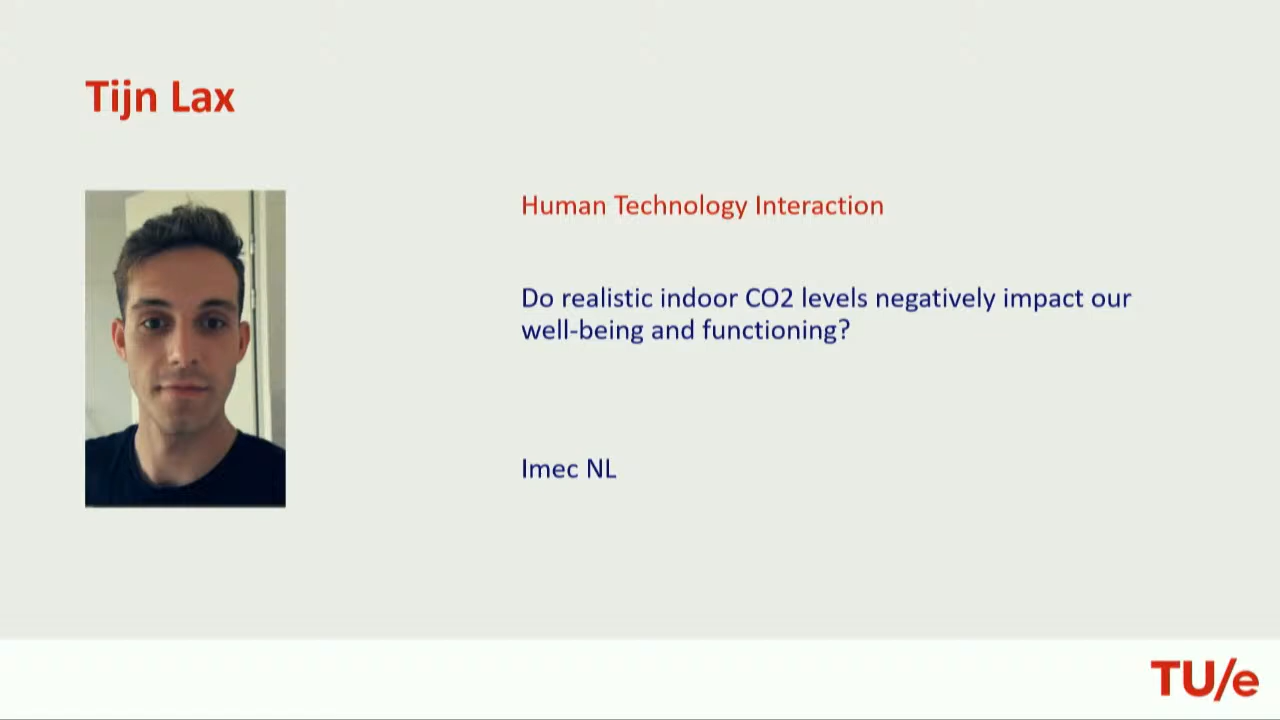 Tijn Lax
Human Technology Interaction
Do realistic indoor CO2 levels negatively impact our
well-being and functioning?
Imec NL
TU/e